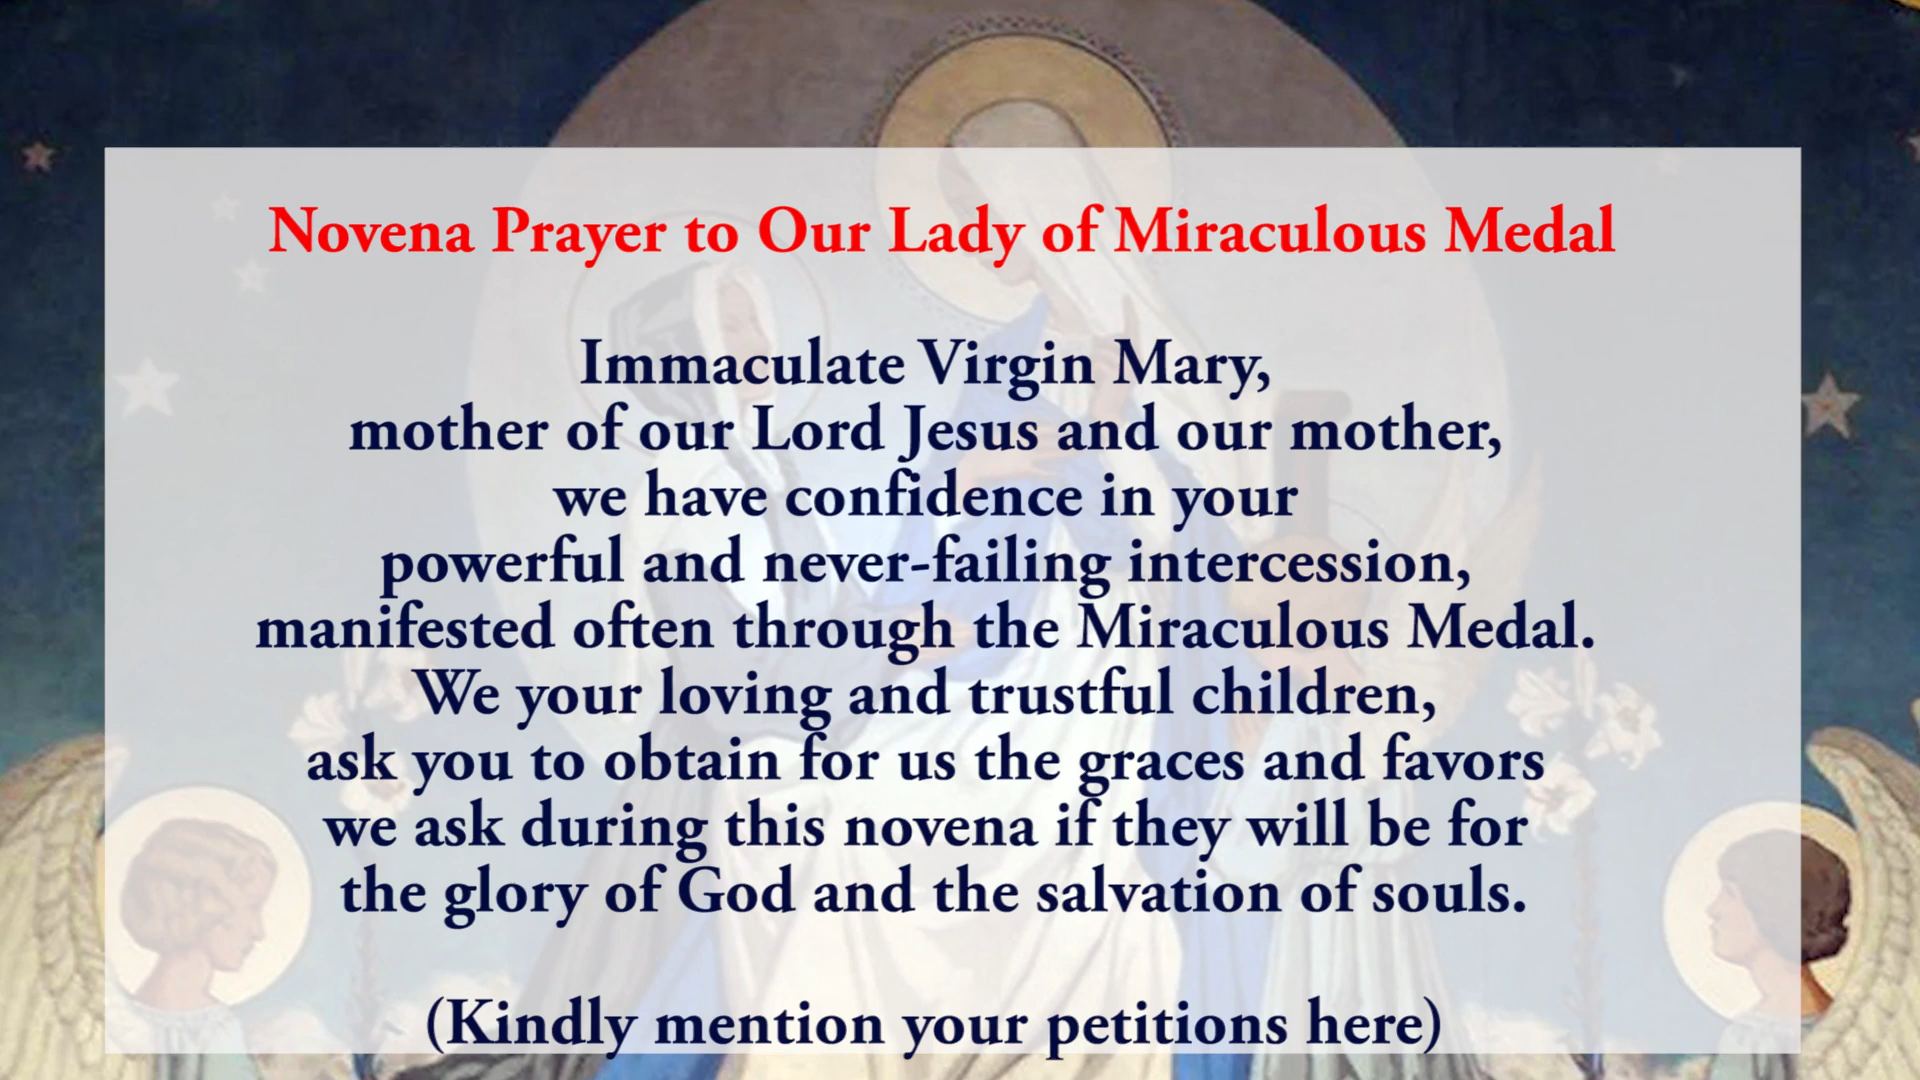 Novena Prayer to Our Lady of Miraculous Medal
Immaculate Virgin Mary,
mother of our Lord Jesus and our mother,
we have confidence in your
powerful and never-failing intercession,
manifested often through the Miraculous Medal.
We your loving and trustful children,
ask you to obtain for us the graces and favors
we ask during this novena if they will be for
the glory of God and the salvation of souls.
(Kindly mention your petitions here)